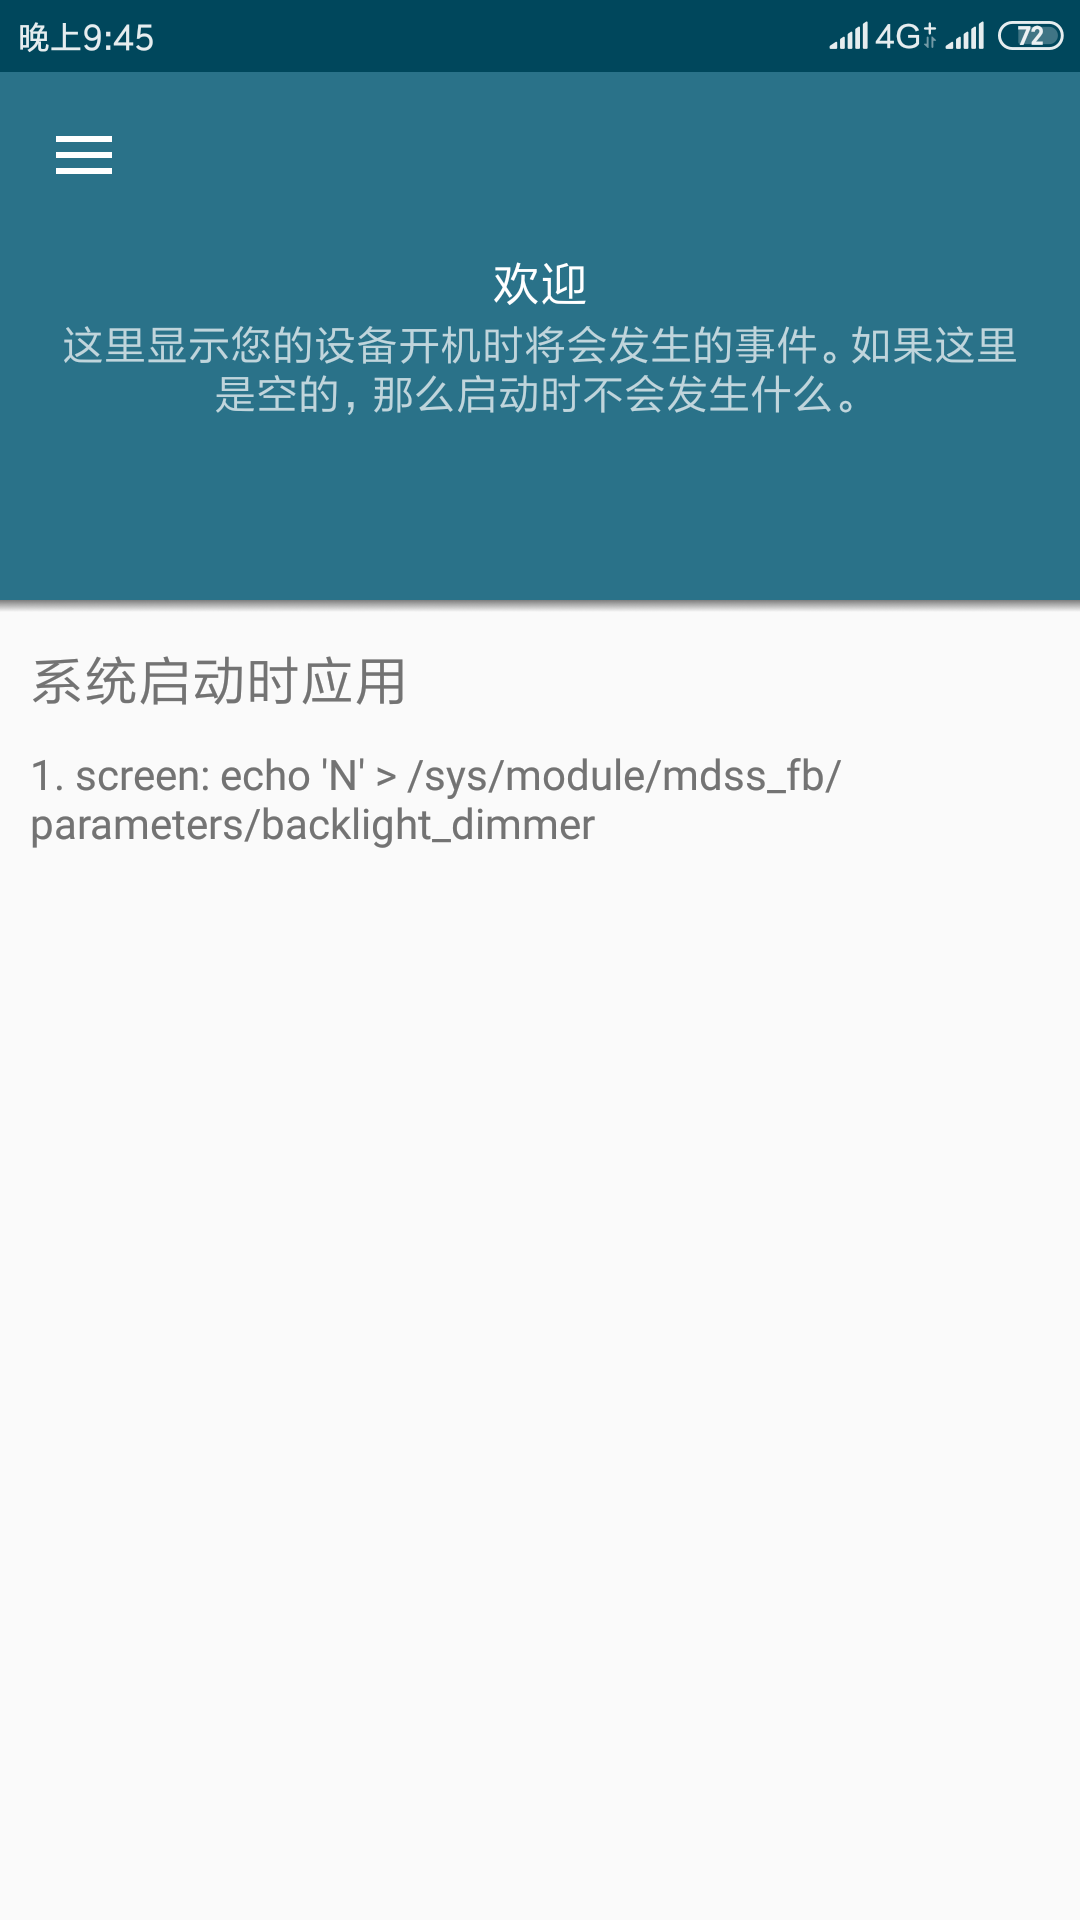 晚上9:45 4G+ 72
欢迎
这里显示您的设备开机时将会发生的事件。如果这里
是空的，那么启动时不会发生什么。
系统启动时应用
1. screen: echo 'N' > /sys/module/mdss_fb/
parameters/backlight_dimmer